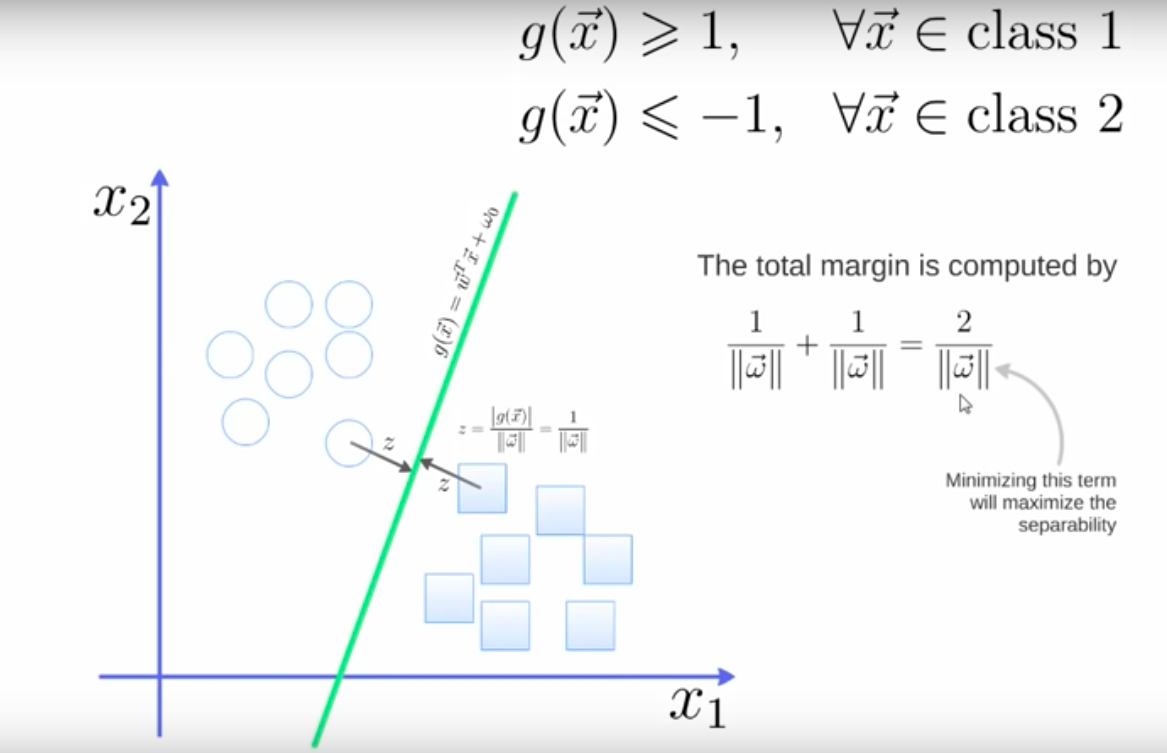 g(x⃗) ⩾ 1, ∀x⃗ ∈ class 1
g(x⃗) ⩽ −1, ∀x⃗ ∈ class 2
x₂
g(x⃗) = w⃗ᵀx⃗ + ω₀
The total margin is computed by
1/||ω⃗|| + 1/||ω⃗|| = 2/||ω⃗||
z = |g(x⃗)|/||ω⃗|| = 1/||ω⃗||
z
z
Minimizing this term
will maximize the
separability
x₁